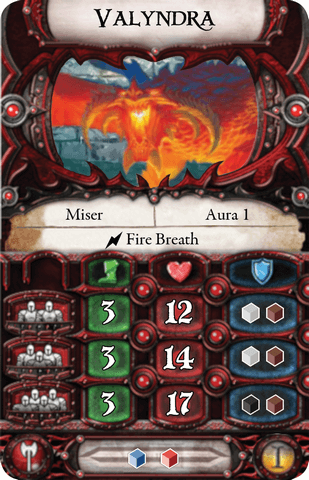 VALYNDRA
Miser Aura 1
Fire Breath
3 12
3 14
3 17
I